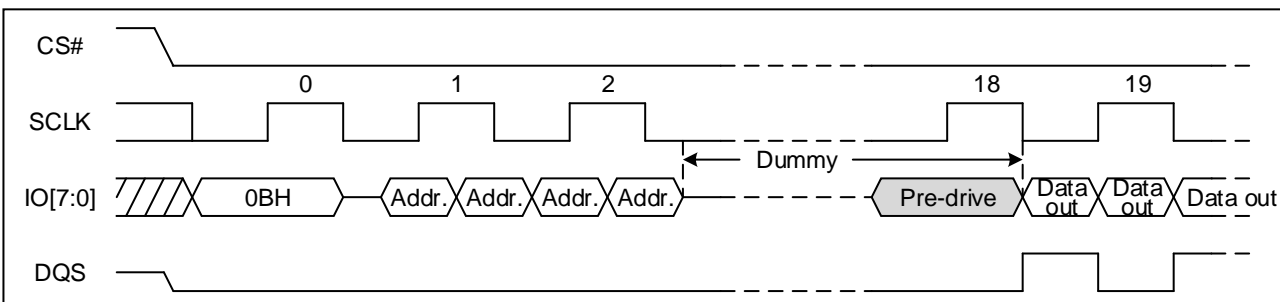 CS#
0 1 2 18 19
SCLK
Dummy
IO[7:0] 0BH Addr. Addr. Addr. Addr. Pre-drive Data out Data out Data out
DQS